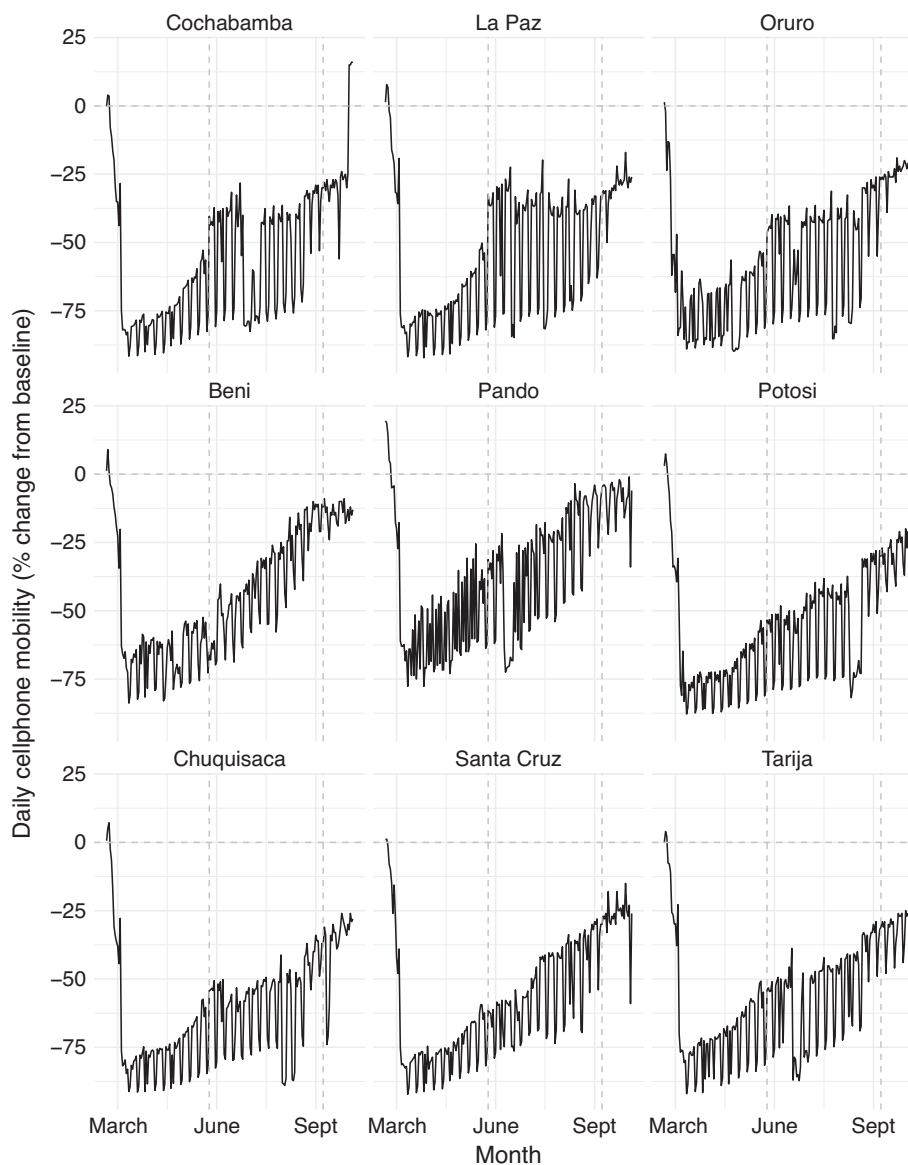 Cochabamba La Paz Oruro
25
0
−25
−50
−75
Beni Pando Potosi
25
0
−25
−50
−75
Chuquisaca Santa Cruz Tarija
25
0
−25
−50
−75
March June Sept March June Sept March June Sept
Month
Daily cellphone mobility (% change from baseline)